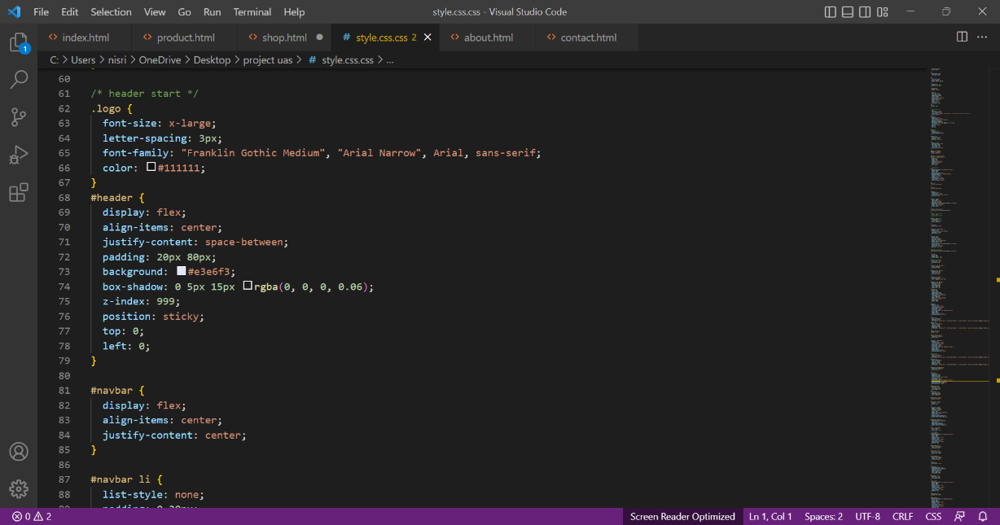 File Edit Selection View Go Run Terminal Help style.css.css - Visual Studio Code
index.html product.html shop.html # style.css.css 2 about.html contact.html
1
C: > Users > nisri > OneDrive > Desktop > project uas > # style.css.css > ...
60
61 /* header start */
62 .logo {
63 font-size: x-large;
64 letter-spacing: 3px;
65 font-family: "Franklin Gothic Medium", "Arial Narrow", Arial, sans-serif;
66 color: #111111;
67 }
68 #header {
69 display: flex;
70 align-items: center;
71 justify-content: space-between;
72 padding: 20px 80px;
73 background: #e3e6f3;
74 box-shadow: 0 5px 15px rgba(0, 0, 0, 0.06);
75 z-index: 999;
76 position: sticky;
77 top: 0;
78 left: 0;
79 }
80
81 #navbar {
82 display: flex;
83 align-items: center;
84 justify-content: center;
85 }
86
87 #navbar li {
88 list-style: none;
0 2 Screen Reader Optimized Ln 1, Col 1 Spaces: 2 UTF-8 CRLF CSS